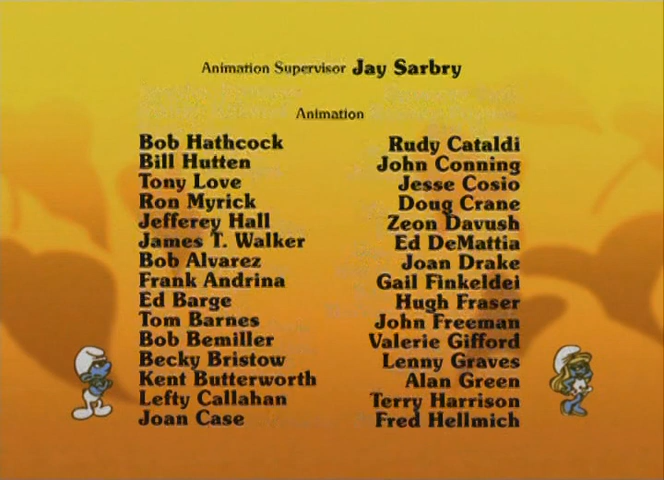 Animation Supervisor Jay Sarbry
Animation
Bob Hathcock
Bill Hutten
Tony Love
Ron Myrick
Jefferey Hall
James T. Walker
Bob Alvarez
Frank Andrina
Ed Barge
Tom Barnes
Bob Bemiller
Becky Bristow
Kent Butterworth
Lefty Callahan
Joan Case
Rudy Cataldi
John Conning
Jesse Cosio
Doug Crane
Zeon Davush
Ed DeMattia
Joan Drake
Gail Finkeldei
Hugh Fraser
John Freeman
Valerie Gifford
Lenny Graves
Alan Green
Terry Harrison
Fred Hellmich